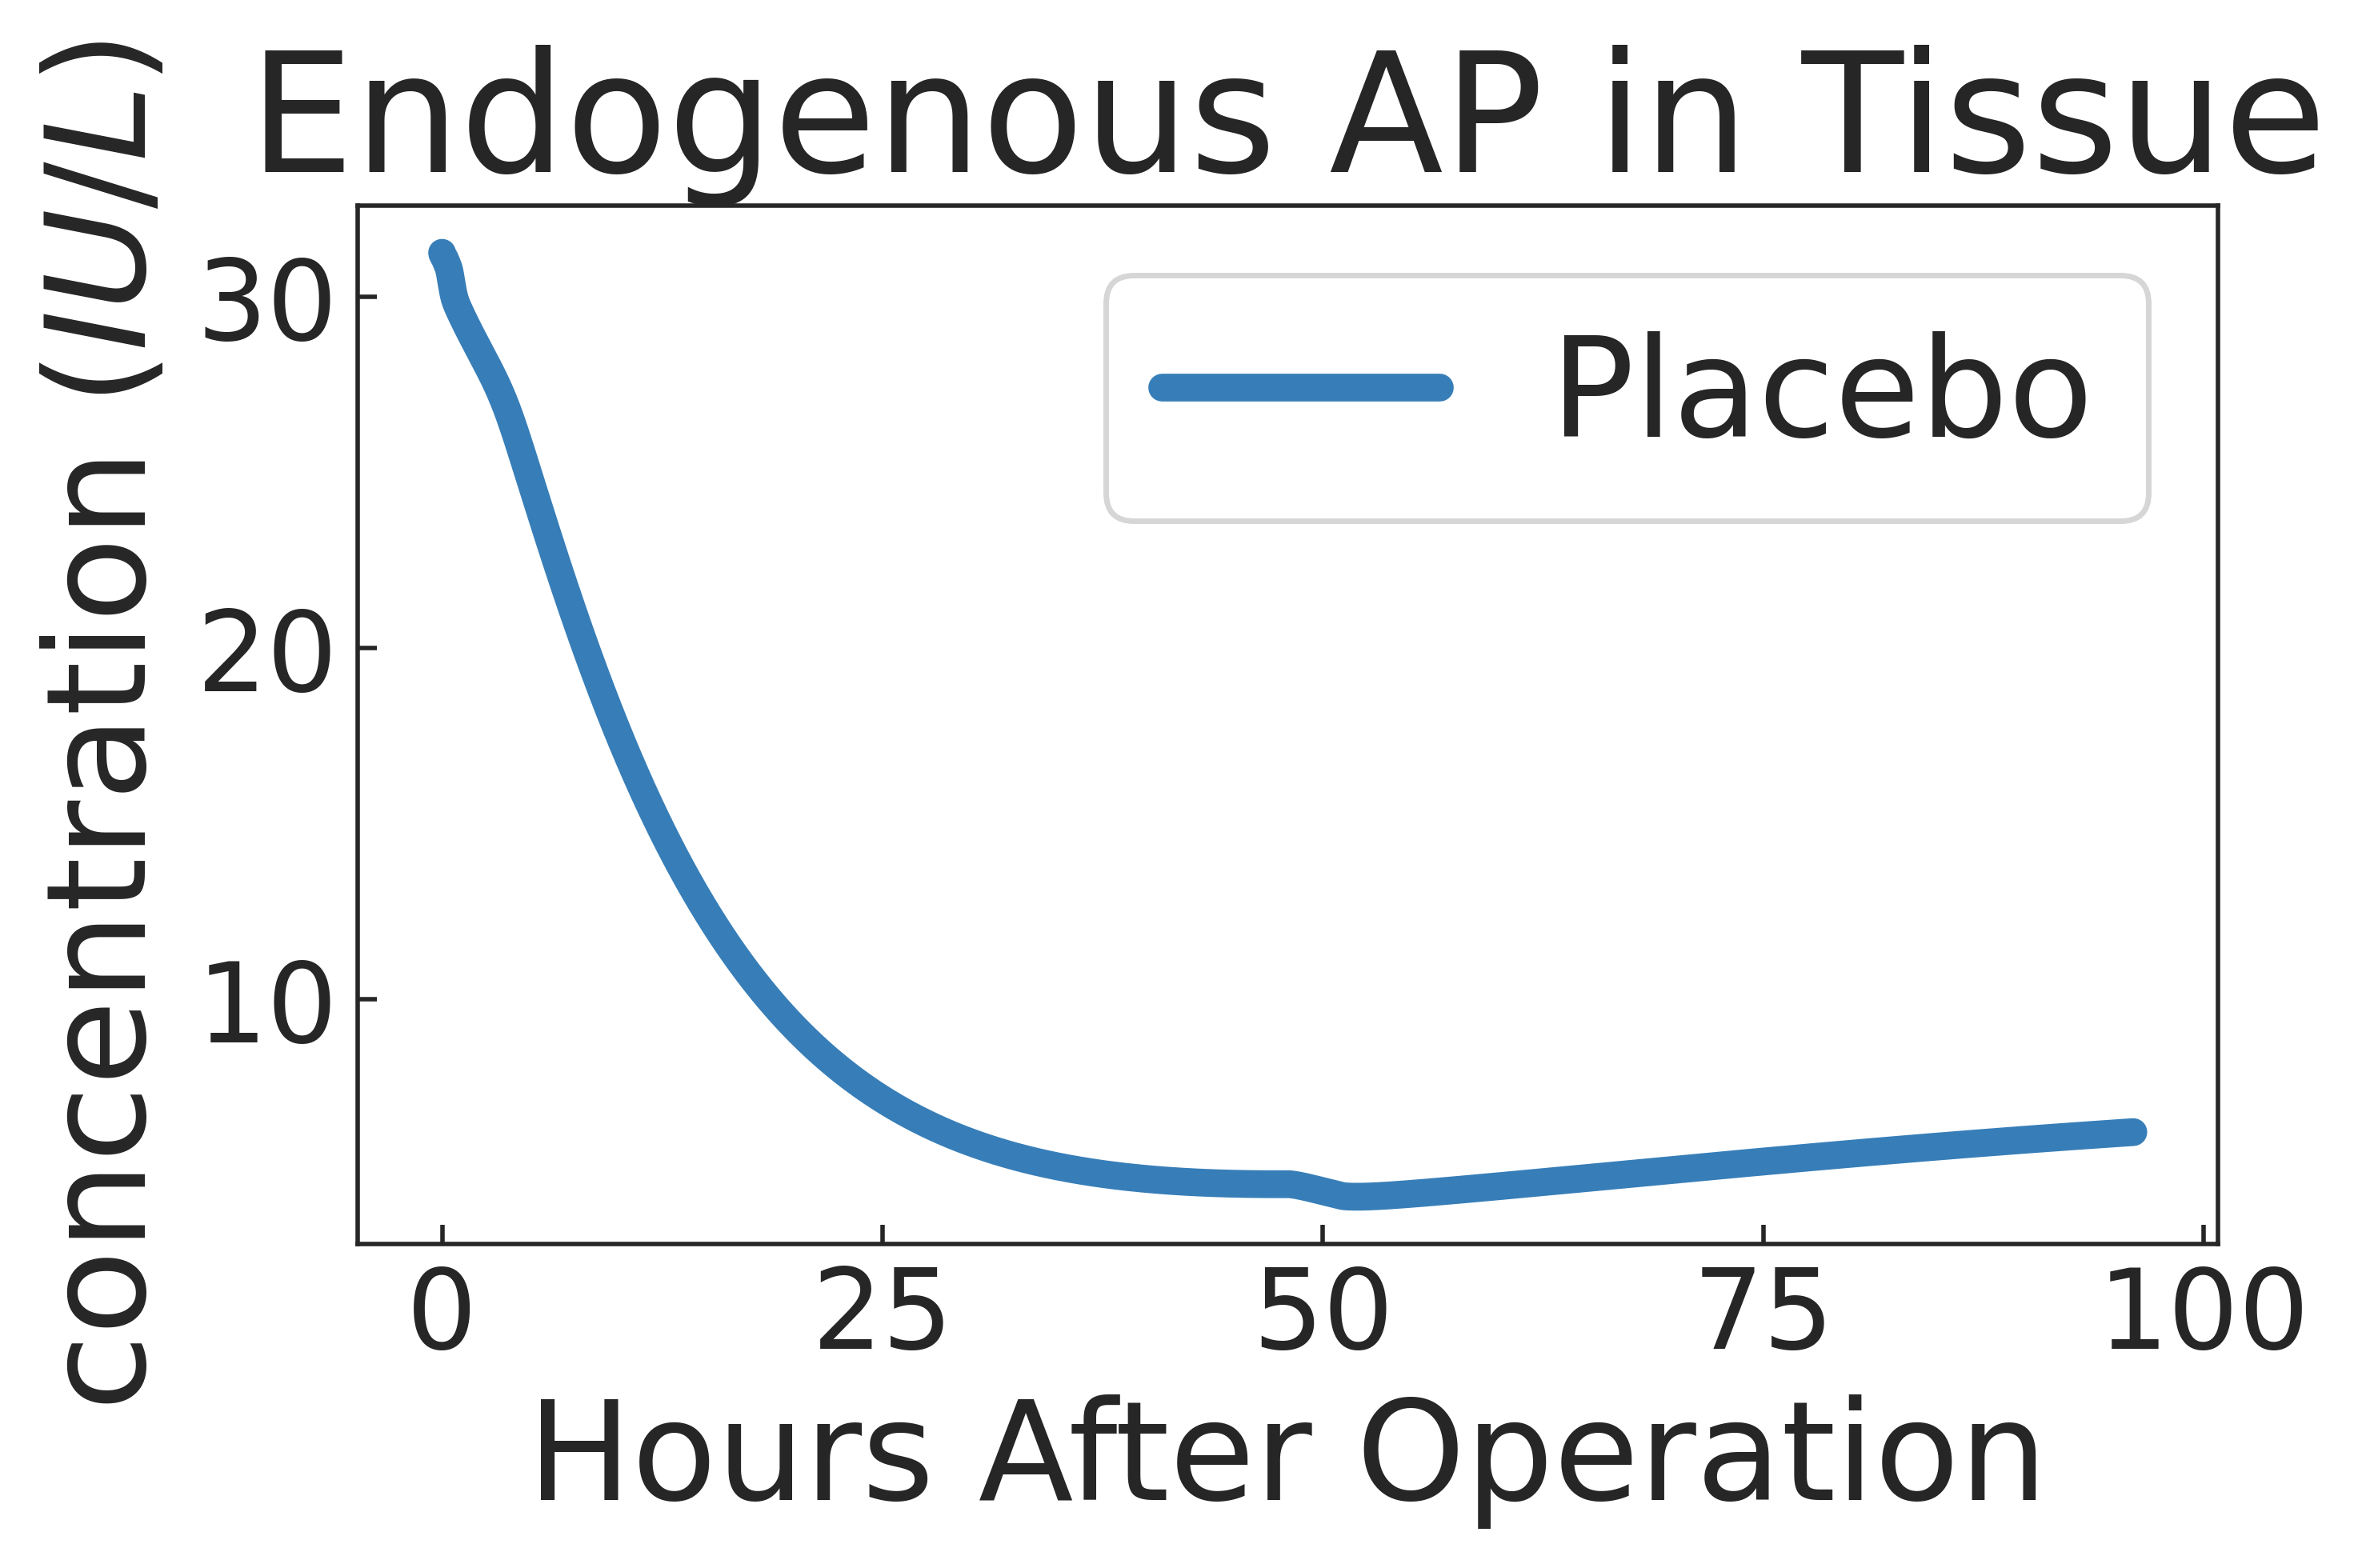 Endogenous AP in Tissue
concentration (IU/L)
30
20
10
Placebo
0 25 50 75 100
Hours After Operation